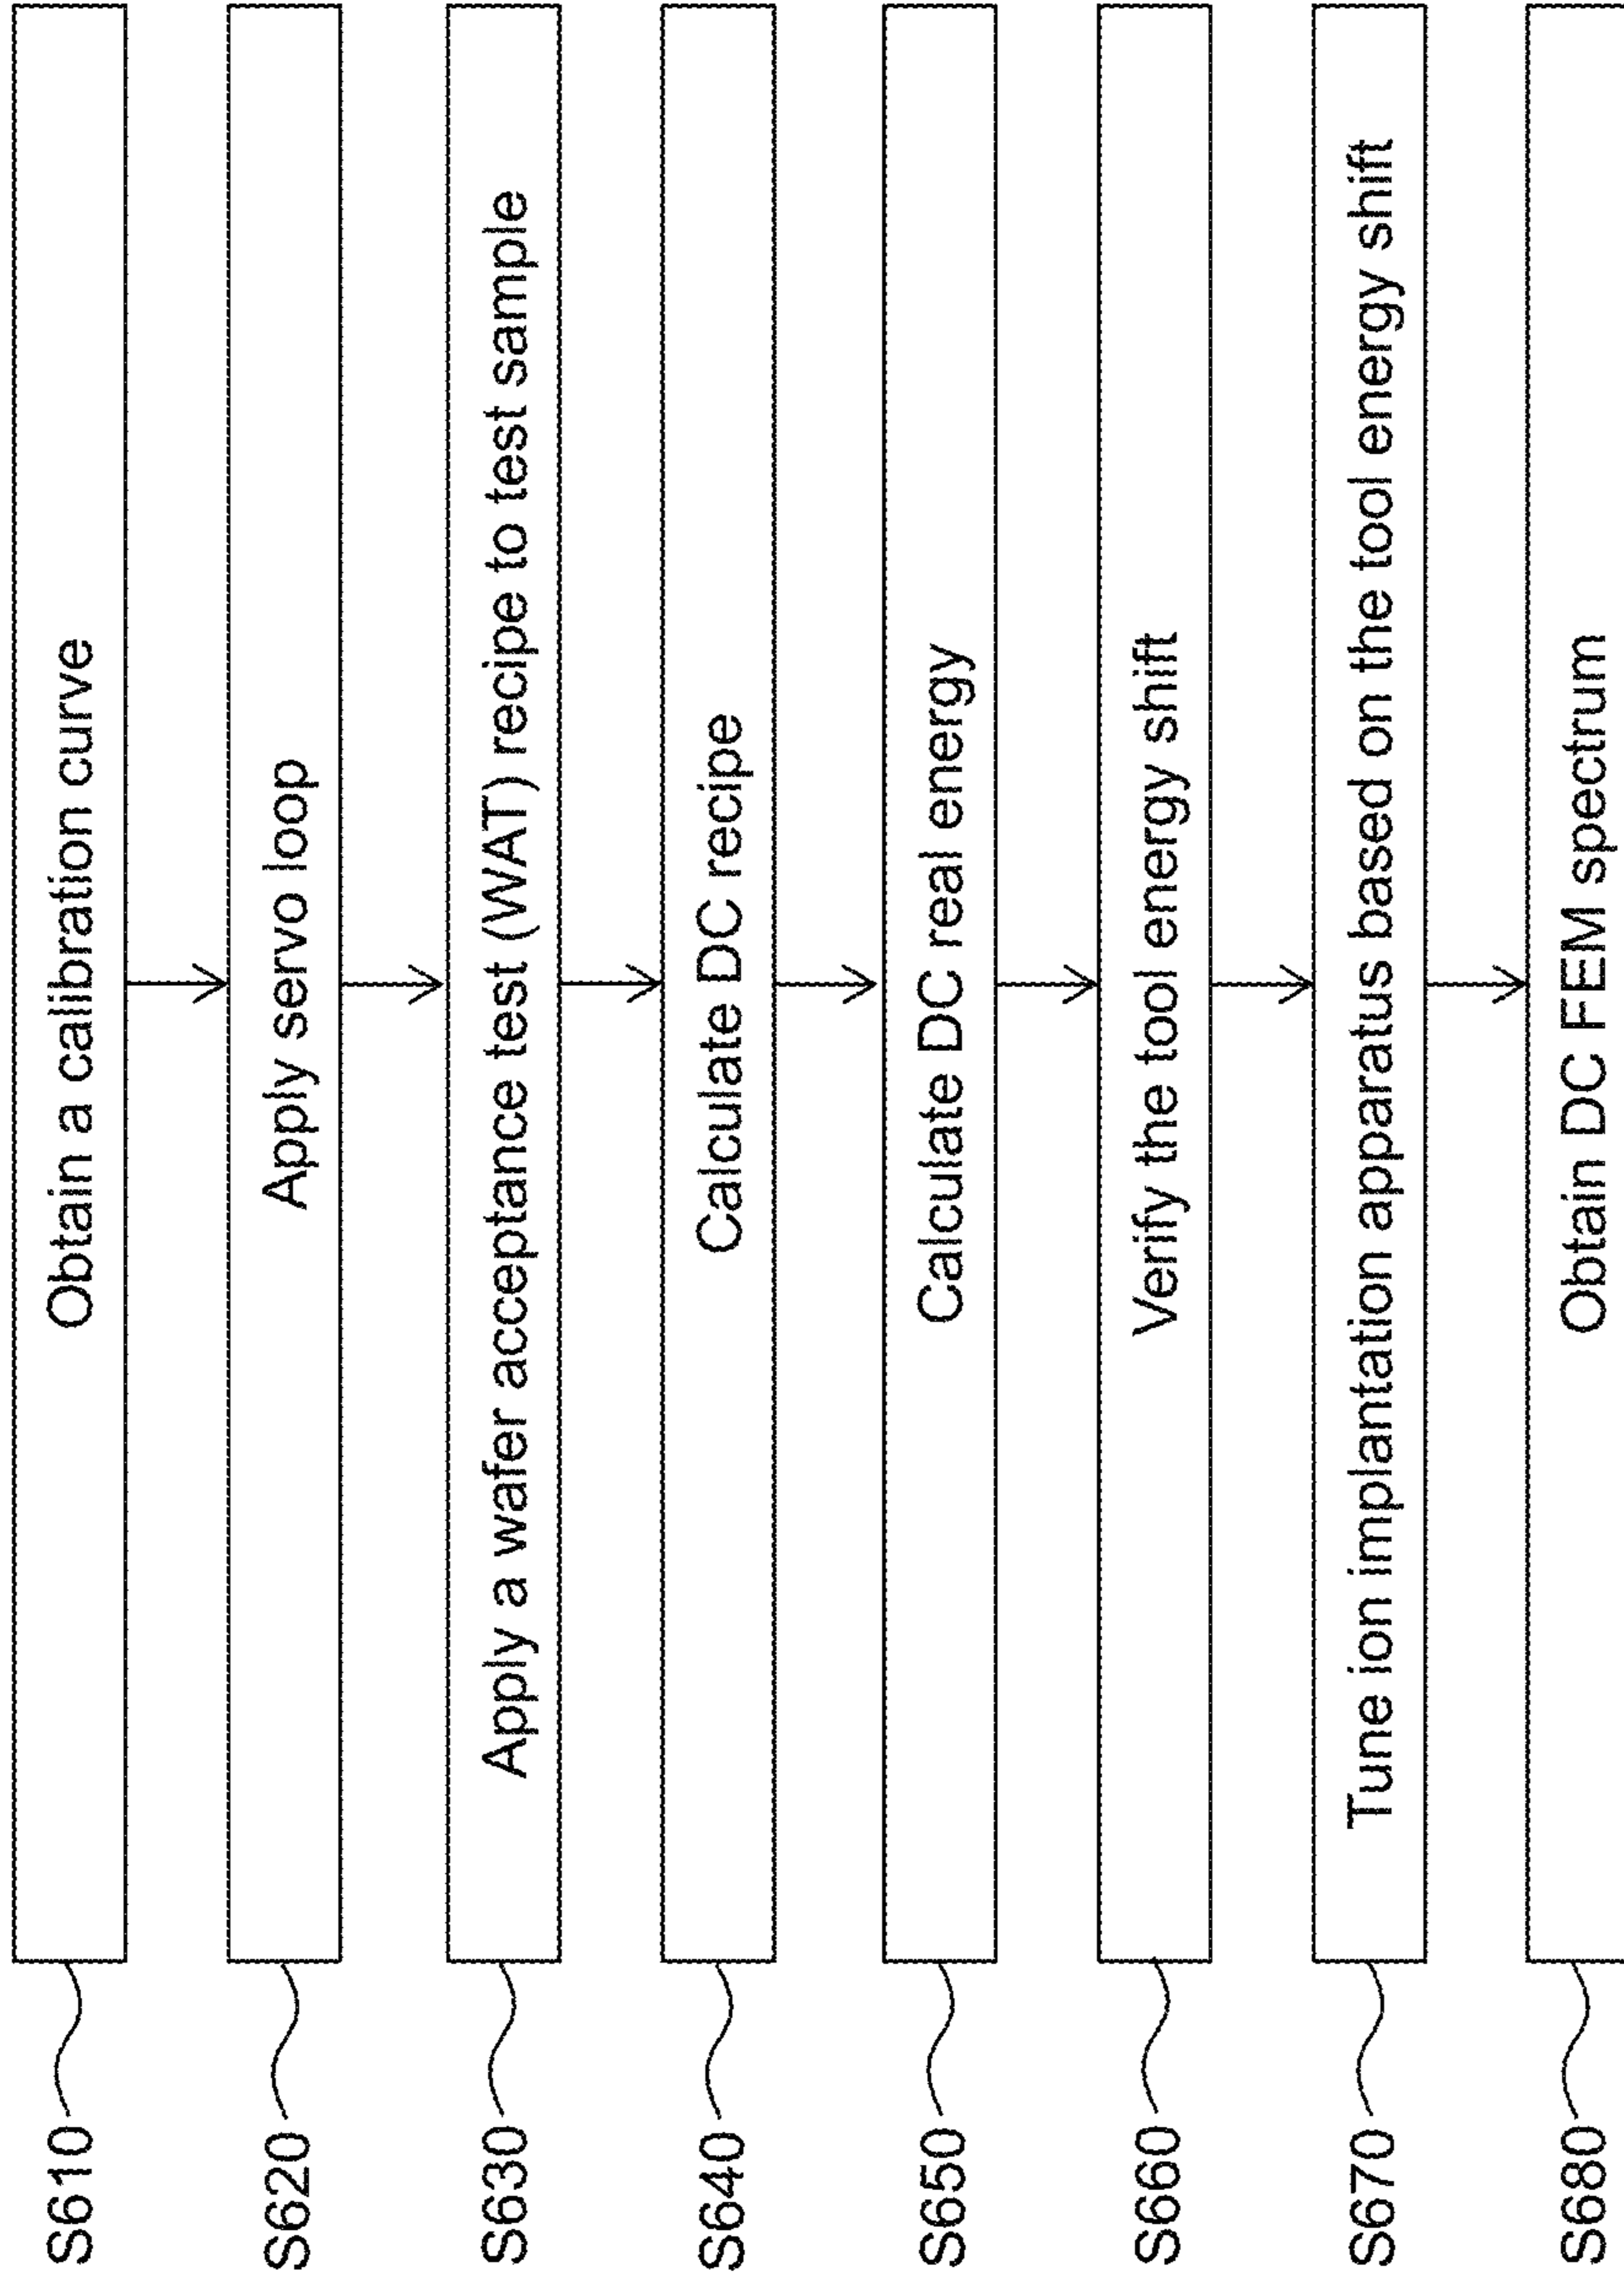 S610 Obtain a calibration curve
S620 Apply servo loop
S630 Apply a wafer acceptance test (WAT) recipe to test sample
S640 Calculate DC recipe
S650 Calculate DC real energy
S660 Verify the tool energy shift
S670 Tune ion implantation apparatus based on the tool energy shift
S680 Obtain DC FEM spectrum